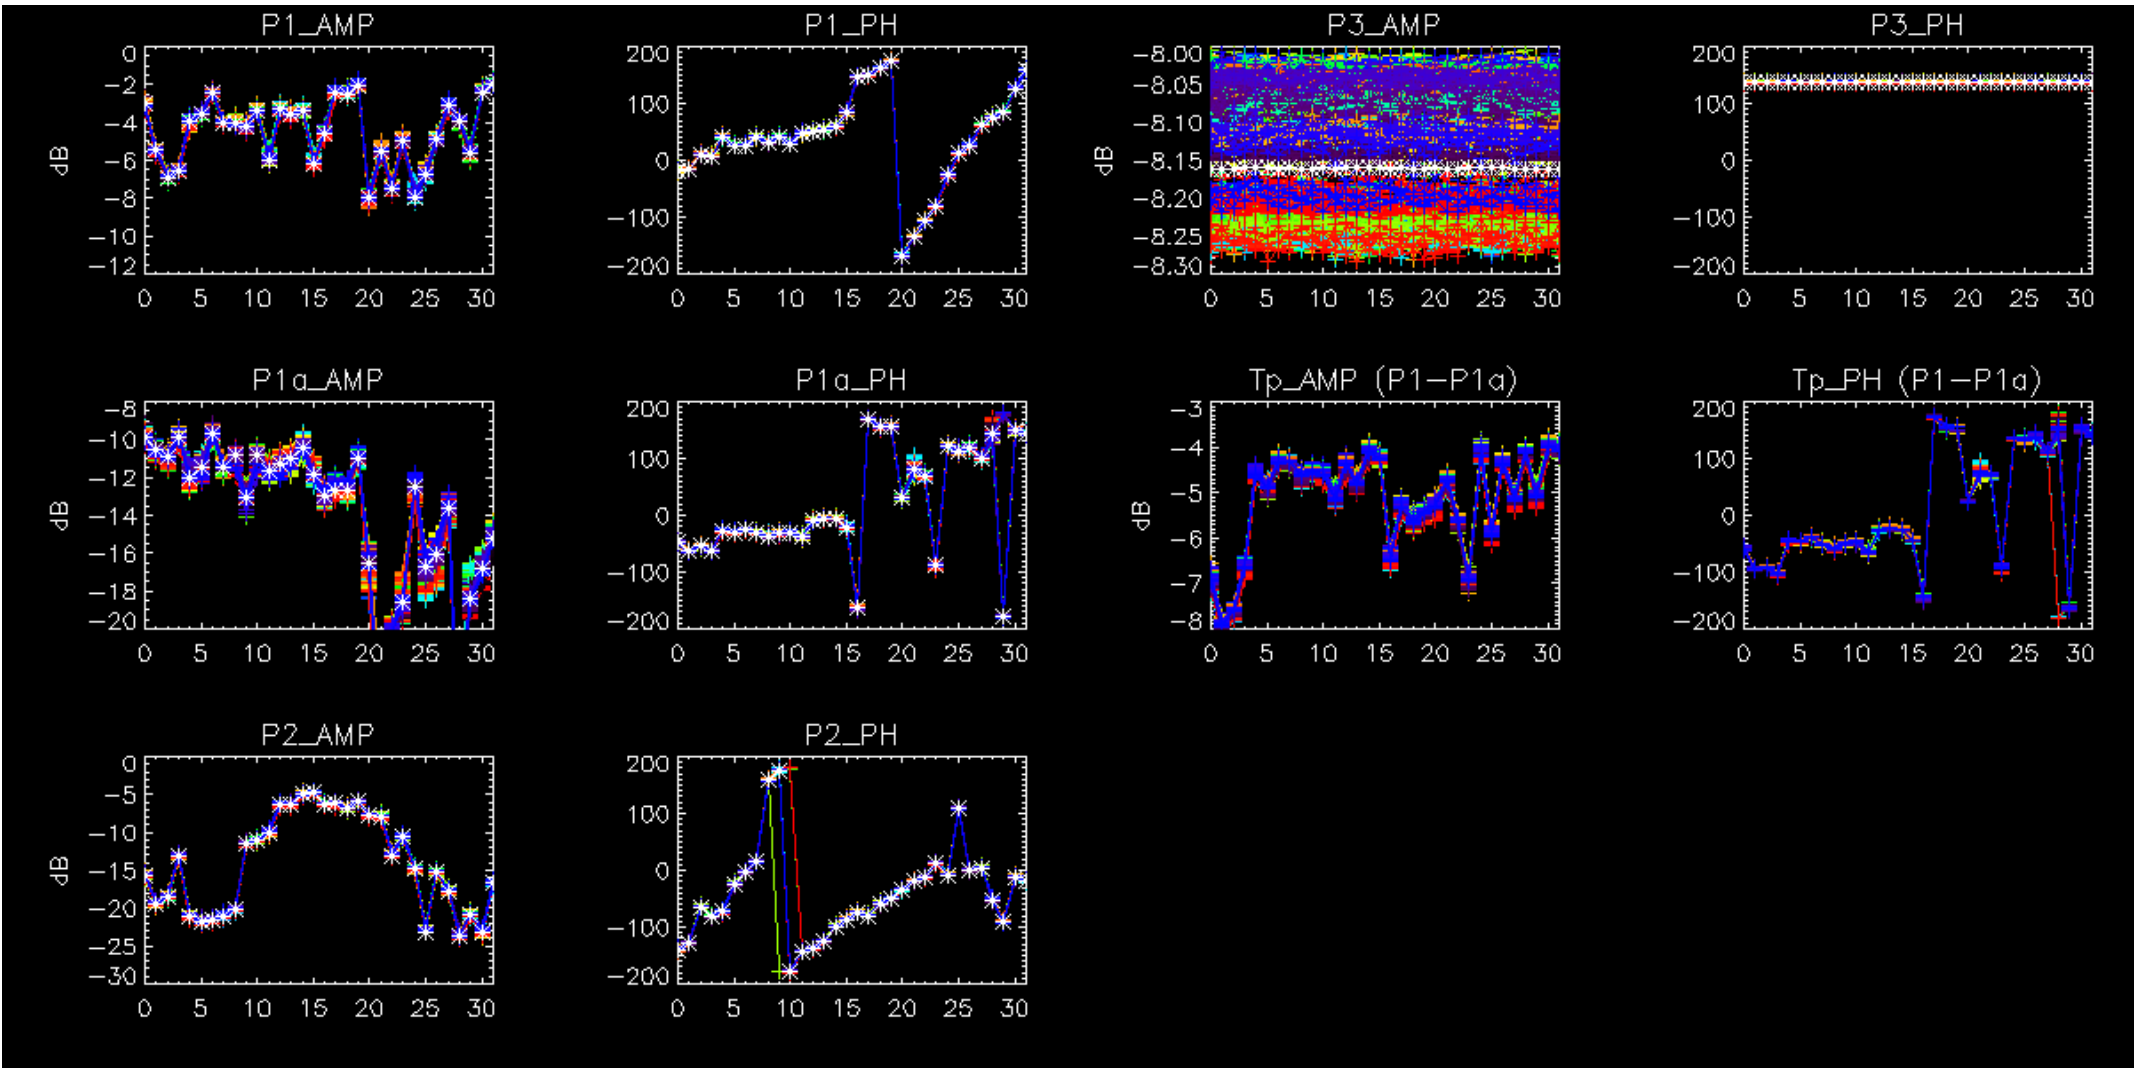 P1_AMP
P1_PH
P3_AMP
P3_PH
dB
0
−2
−4
−6
−8
−10
−12
0 5 10 15 20 25 30
200
100
0
−100
−200
0 5 10 15 20 25 30
dB
−8.00
−8.05
−8.10
−8.15
−8.20
−8.25
−8.30
0 5 10 15 20 25 30
200
100
0
−100
−200
0 5 10 15 20 25 30
P1a_AMP
P1a_PH
Tp_AMP (P1−P1a)
Tp_PH (P1−P1a)
dB
−8
−10
−12
−14
−16
−18
−20
0 5 10 15 20 25 30
200
100
0
−100
−200
0 5 10 15 20 25 30
dB
−3
−4
−5
−6
−7
−8
0 5 10 15 20 25 30
200
100
0
−100
−200
0 5 10 15 20 25 30
P2_AMP
P2_PH
dB
0
−5
−10
−15
−20
−25
−30
0 5 10 15 20 25 30
200
100
0
−100
−200
0 5 10 15 20 25 30